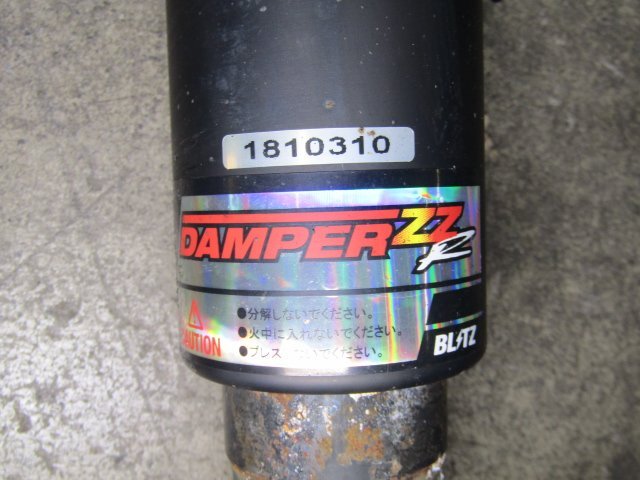 1810310
DAMPER ZZ R
●分解しないでください。
●火中に入れないでください。
●プレス ないでください。
CAUTION
BLITZ